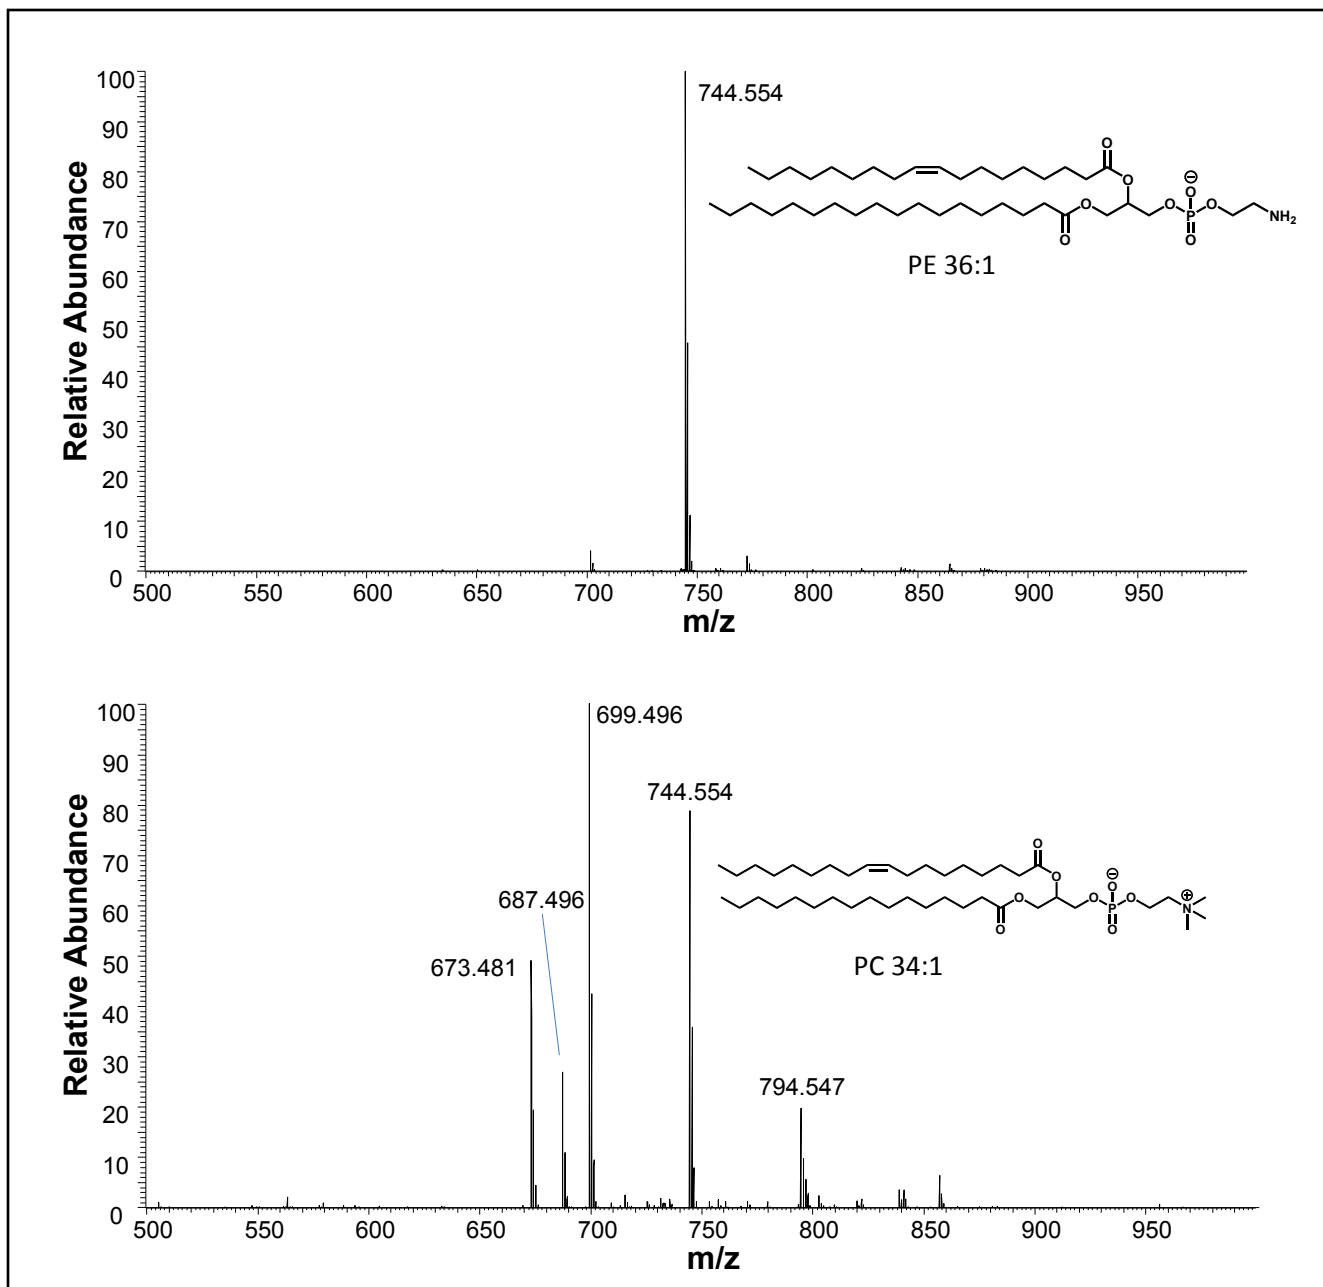 100
90
80
70
60
50
40
30
20
10
0
Relative Abundance
744.554
O
O
O
O
O
⊖
O
P
O
O
NH₂
PE 36:1
500 550 600 650 700 750 800 850 900 950
m/z
100
90
80
70
60
50
40
30
20
10
0
Relative Abundance
699.496
744.554
687.496
673.481
794.547
O
O
O
O
O
⊖
O
P
O
O
⊕
N
PC 34:1
500 550 600 650 700 750 800 850 900 950
m/z